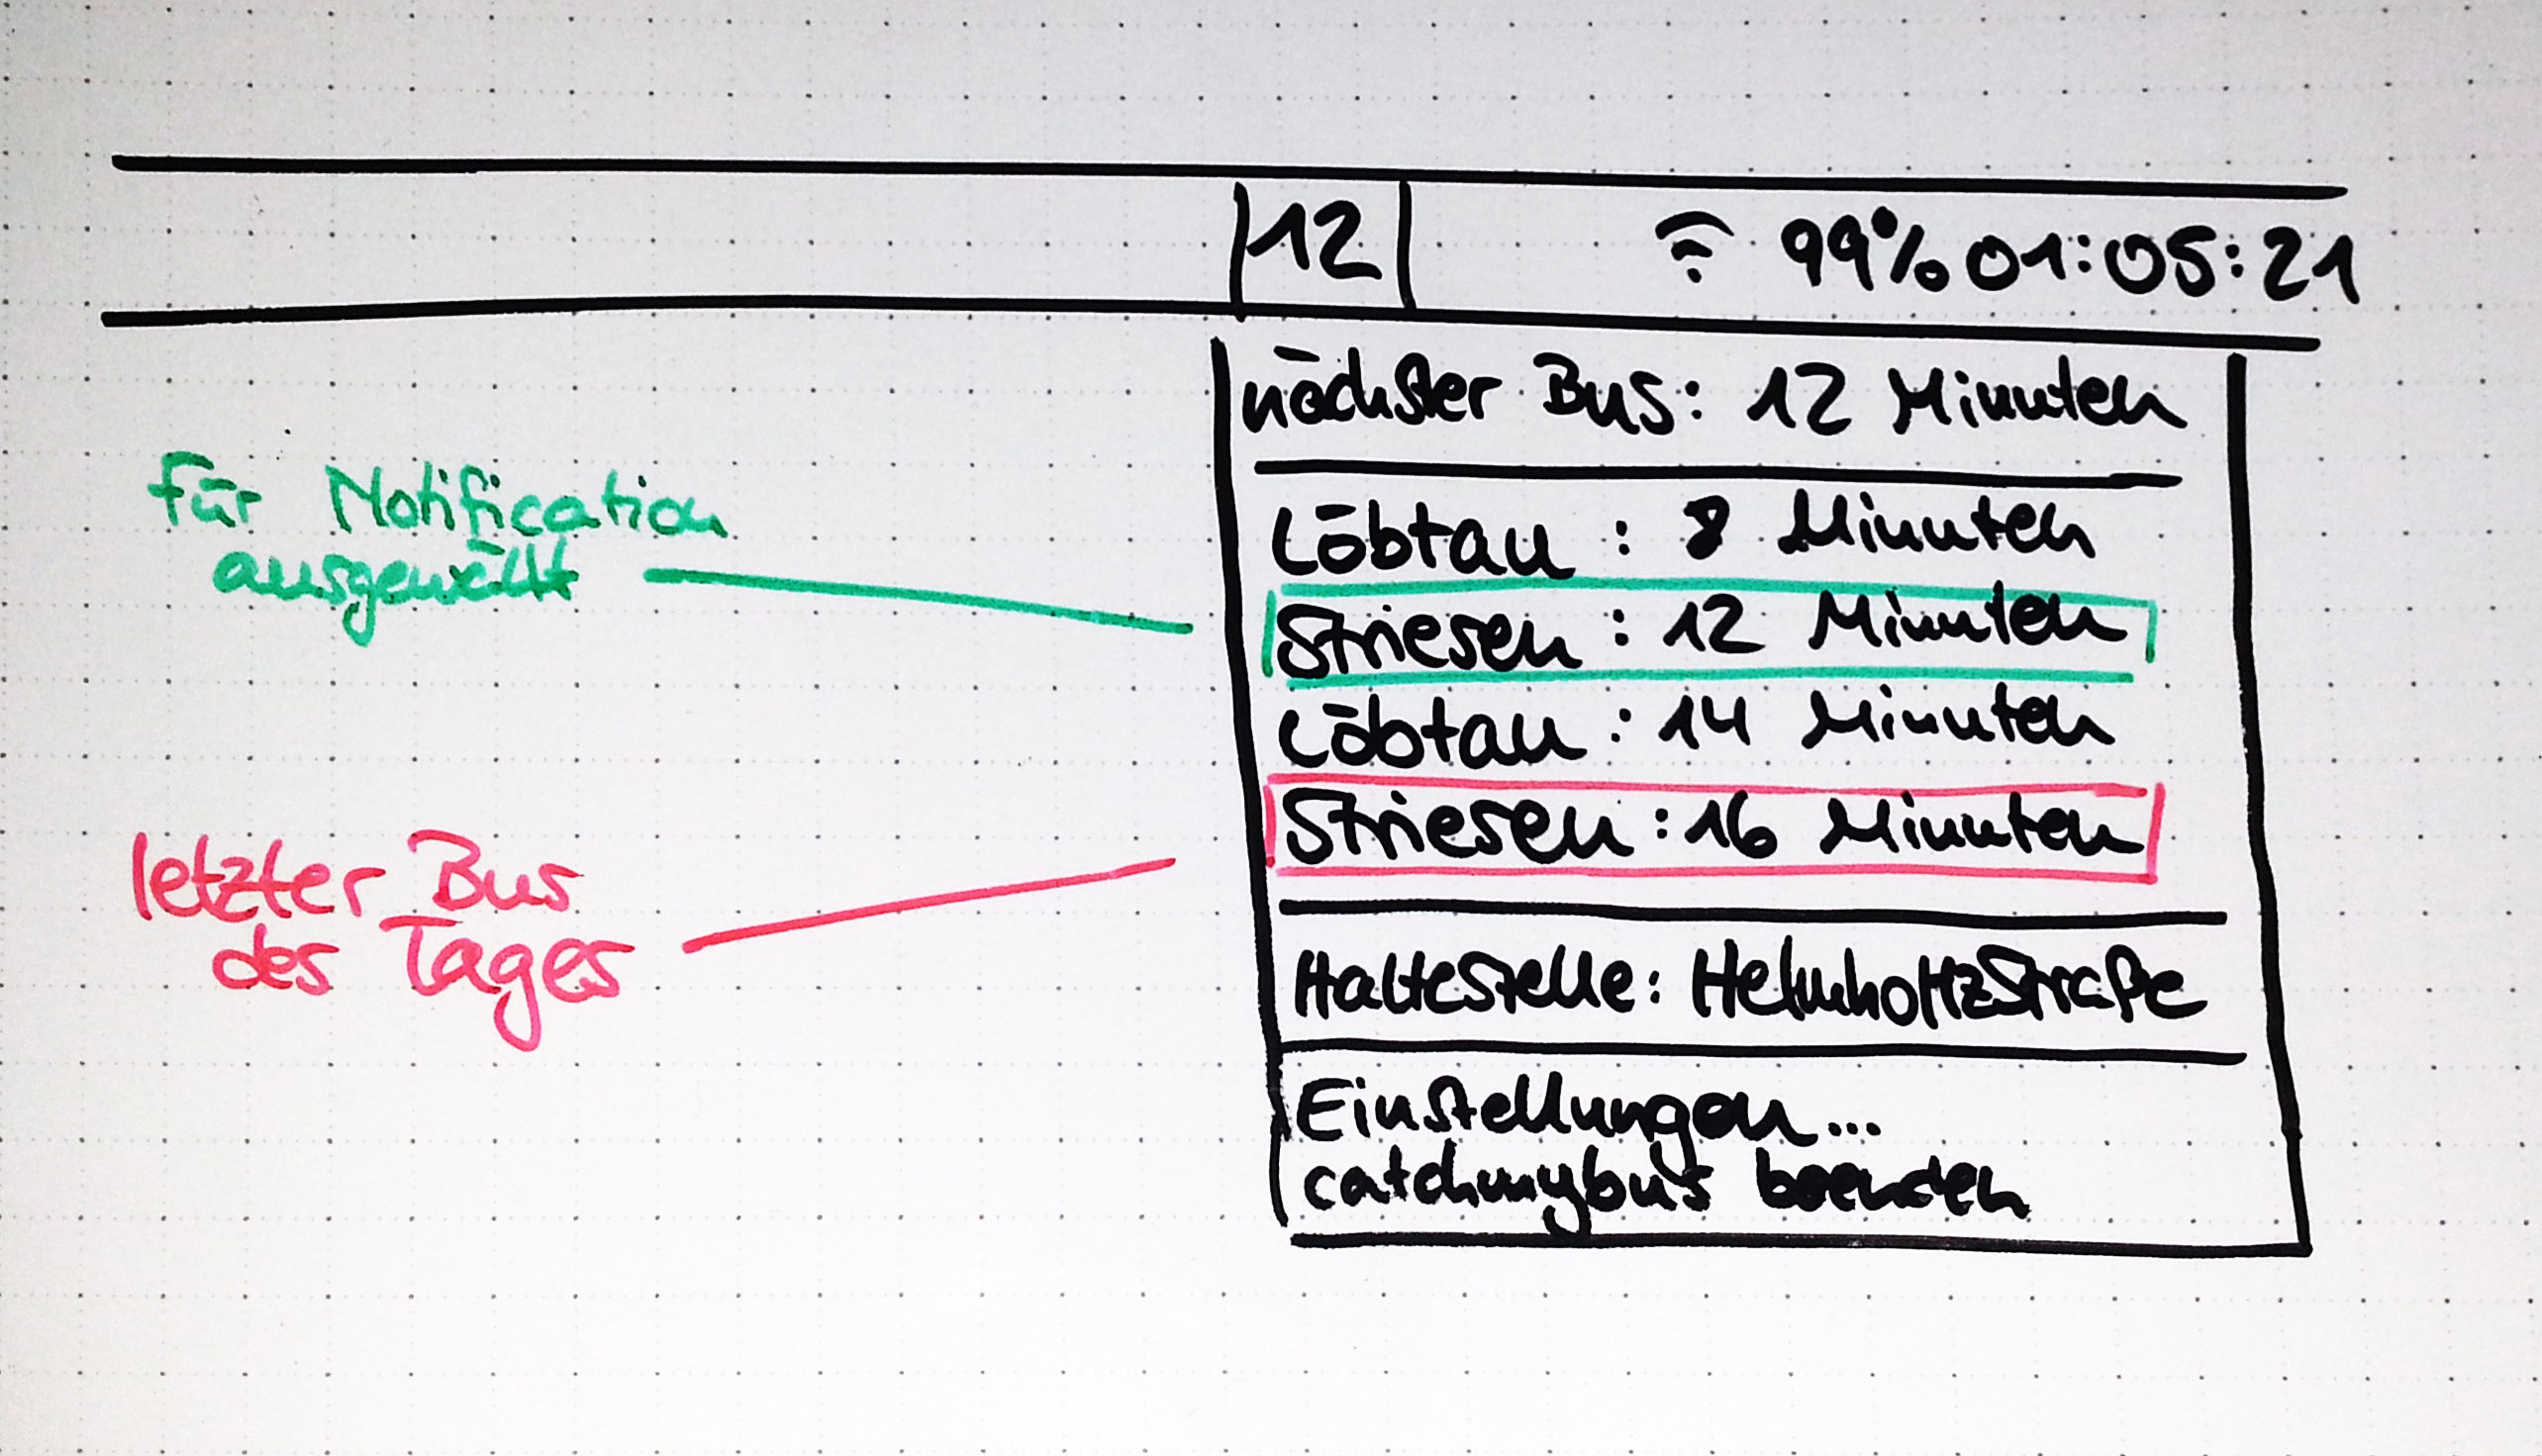 12
99% 01:05:21
nächster Bus: 12 Minuten
Löbtau : 8 Minuten
für Notification
ausgewählt
Striesen : 12 Minuten
Löbtau : 14 Minuten
Striesen : 16 Minuten
letzter Bus
des Tages
Haltestelle: Helmholtzstraße
Einstellungen...
catchmybus beenden